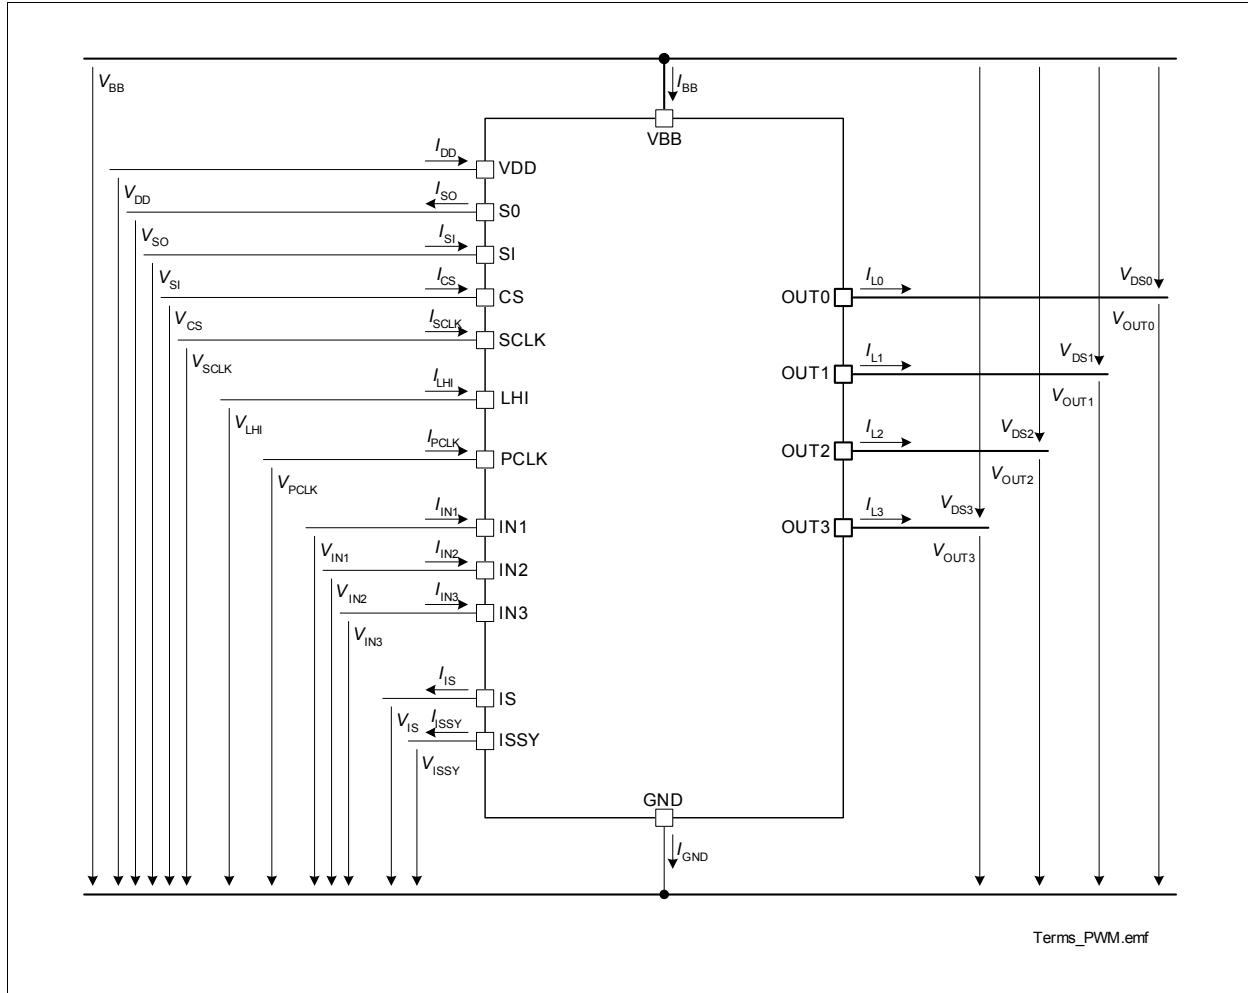 VBB
IBB
VBB
IDD
VDD
VDD
ISO
S0
VSO
ISI
SI
VSI
ICS
CS
VCS
ISCLK
SCLK
VSCLK
ILHI
LHI
VLHI
IPCLK
PCLK
VPCLK
IIN1
IN1
VIN1
IIN2
IN2
VIN2
IIN3
IN3
VIN3
IIS
IS
VIS
IISSY
ISSY
VISSY
OUT0
IL0
VDS0
VOUT0
OUT1
IL1
VDS1
VOUT1
OUT2
IL2
VDS2
VOUT2
OUT3
IL3
VDS3
VOUT3
GND
IGND
Terms_PWM.emf